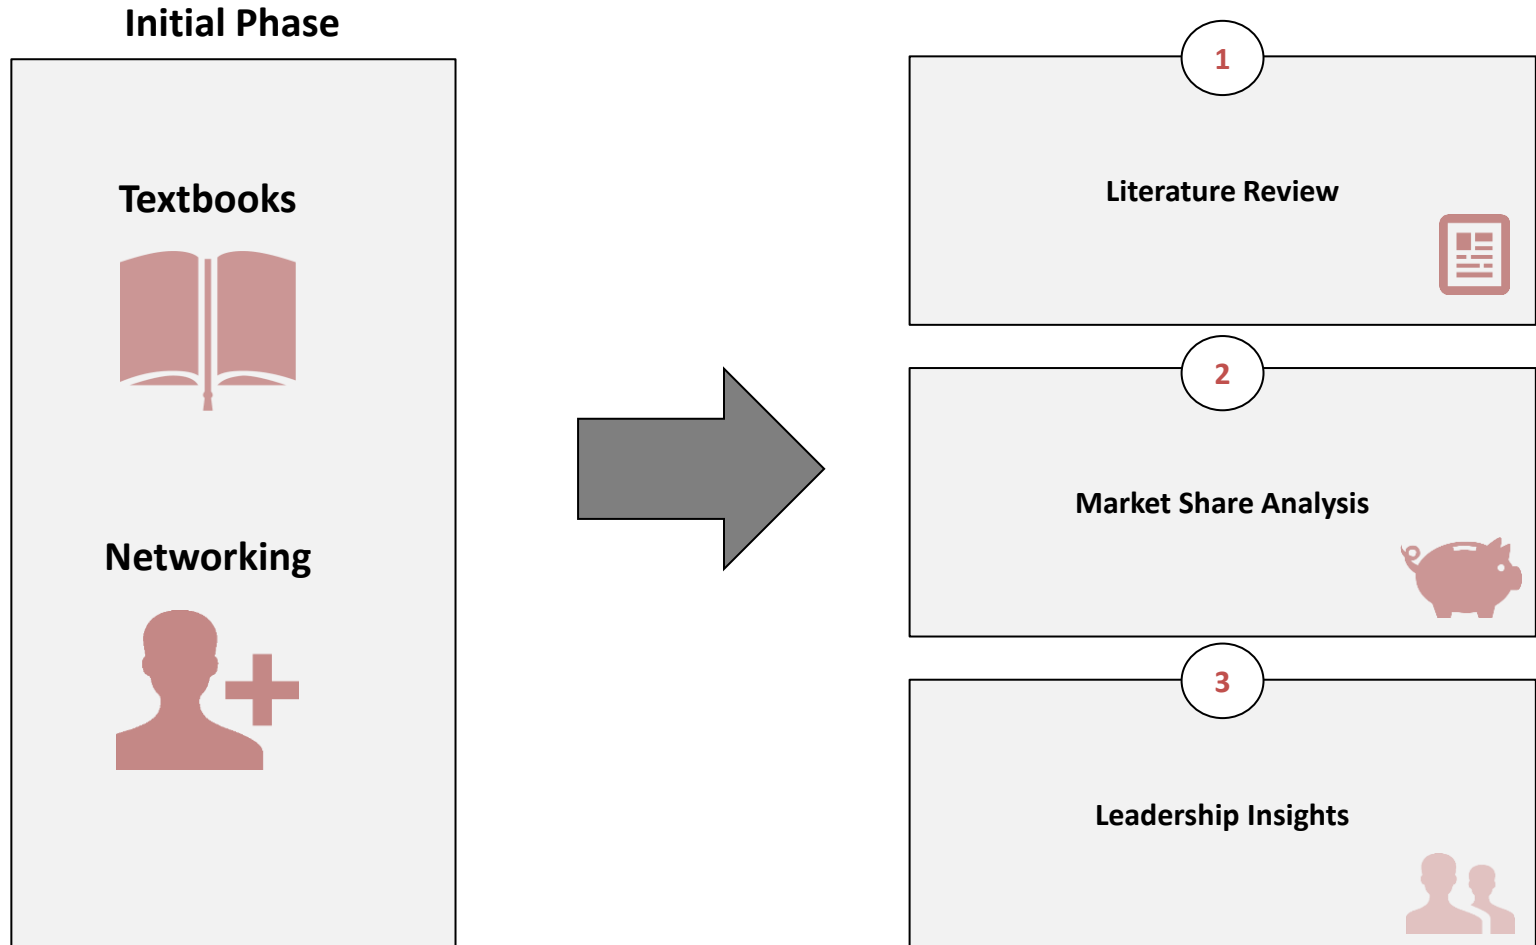 Initial Phase
Textbooks
Networking
1
Literature Review
2
Market Share Analysis
3
Leadership Insights